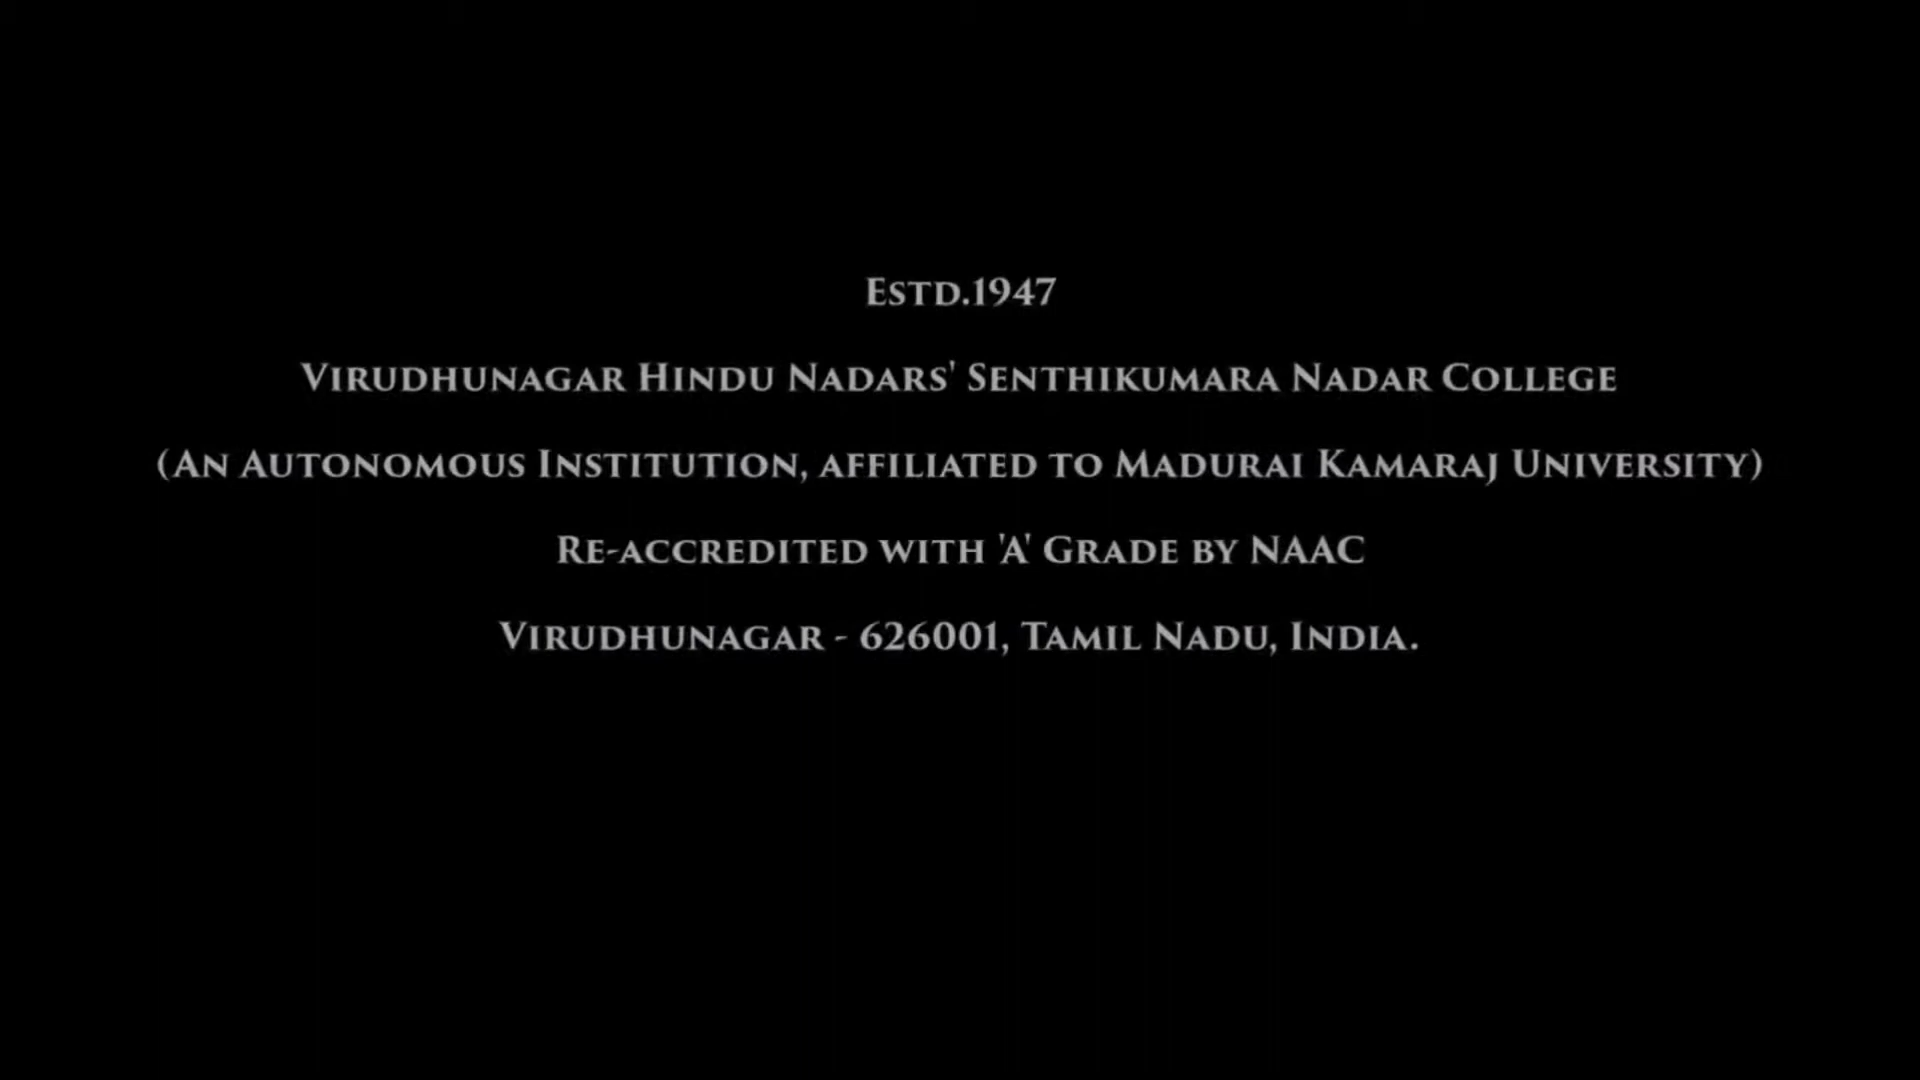 Estd.1947
Virudhunagar Hindu Nadars' Senthikumara Nadar College
(An Autonomous Institution, affiliated to Madurai Kamaraj University)
Re-accredited with 'A' Grade by NAAC
Virudhunagar - 626001, Tamil Nadu, India.